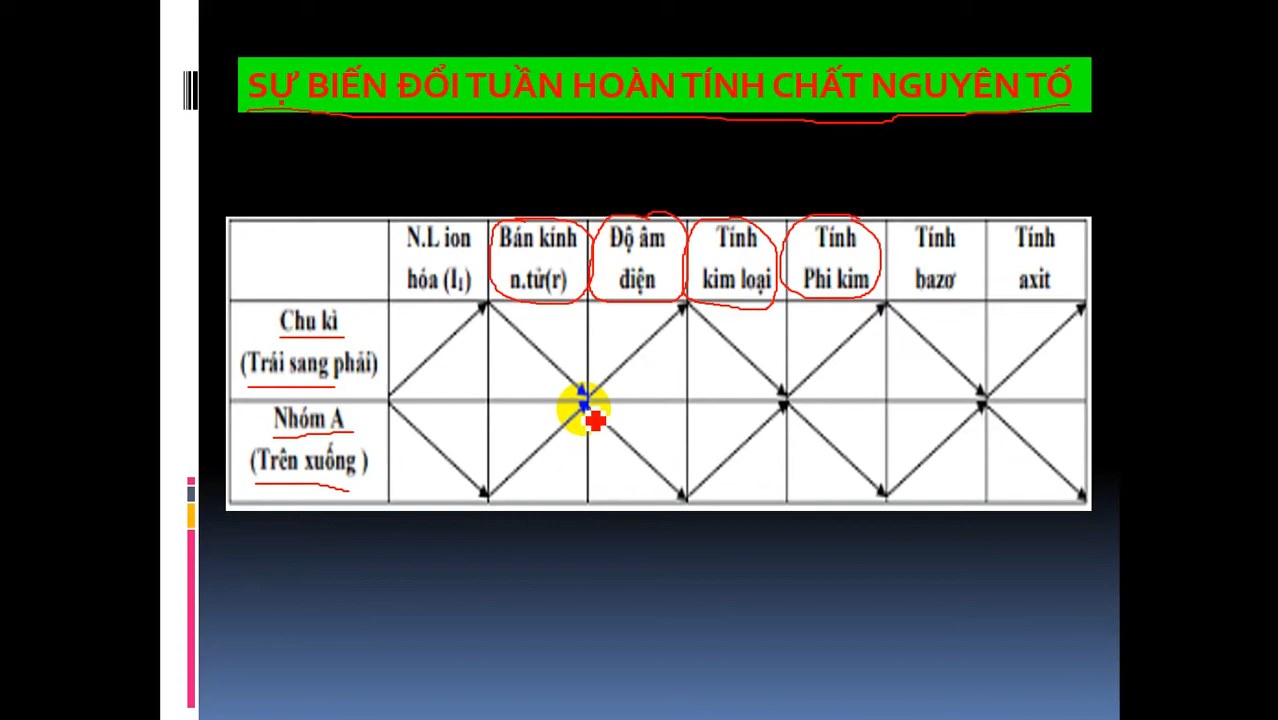 SỰ BIẾN ĐỔI TUẦN HOÀN TÍNH CHẤT NGUYÊN TỐ
N.L ion hóa (I₁)
Bán kính n.tử(r)
Độ âm điện
Tính kim loại
Tính Phi kim
Tính bazơ
Tính axit
Chu kì
(Trái sang phải)
Nhóm A
(Trên xuống )